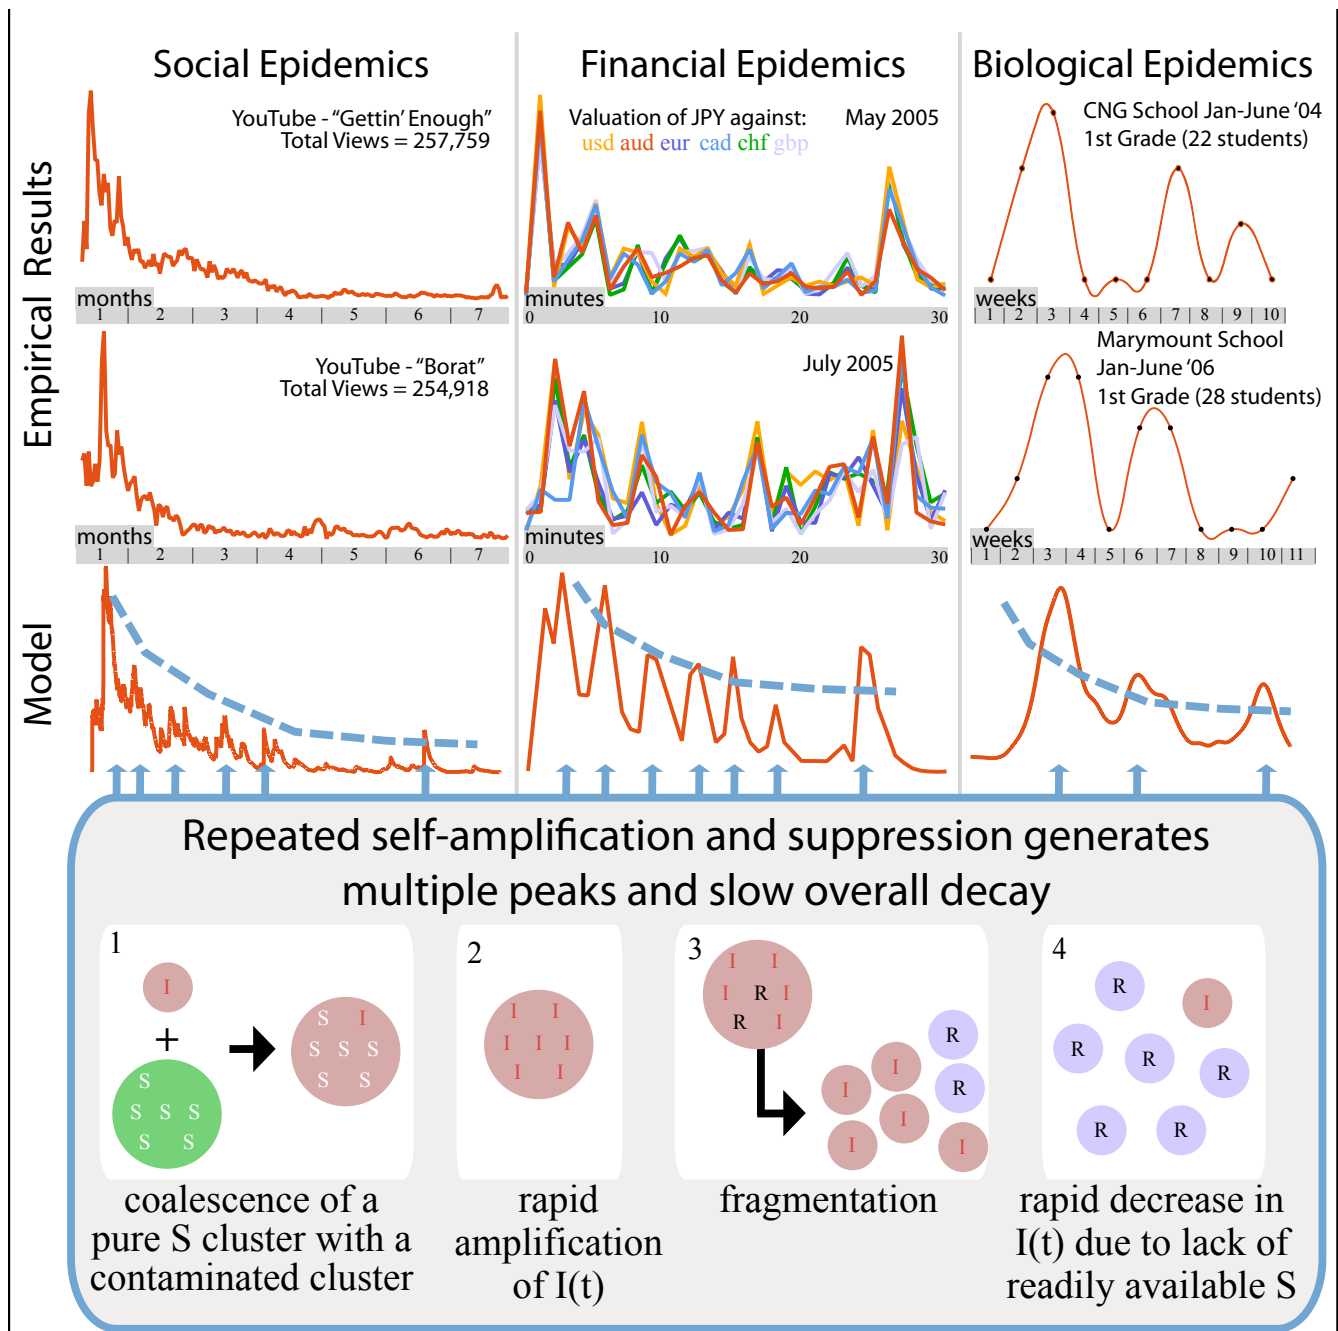 Social Epidemics
Financial Epidemics
Biological Epidemics
Empirical Results
YouTube - "Gettin' Enough"
Total Views = 257,759
months
1 2 3 4 5 6 7
Valuation of JPY against:
usd aud eur cad chf gbp
May 2005
minutes
0 10 20 30
CNG School Jan-June '04
1st Grade (22 students)
weeks
1 2 3 4 5 6 7 8 9 10
YouTube - "Borat"
Total Views = 254,918
months
1 2 3 4 5 6 7
July 2005
minutes
0 10 20 30
Marymount School
Jan-June '06
1st Grade (28 students)
weeks
1 2 3 4 5 6 7 8 9 10 11
Model
Repeated self-amplification and suppression generates
multiple peaks and slow overall decay
1
I
+
S
S S S
S S
S I
S S S
S S
coalescence of a
pure S cluster with a
contaminated cluster
2
I I
I I I
I I
rapid
amplification
of I(t)
3
I I
I R I
R I
R
I I R
I
I I
fragmentation
4
R I
R R R
R R
rapid decrease in
I(t) due to lack of
readily available S